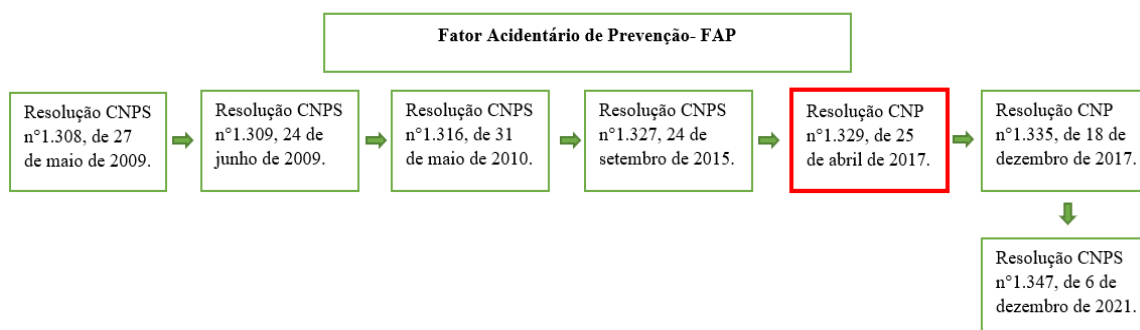 Fator Acidentário de Prevenção- FAP
Resolução CNPS
n°1.308, de 27
de maio de 2009.
Resolução CNPS
n°1.309, 24 de
junho de 2009.
Resolução CNPS
n°1.316, de 31
de maio de 2010.
Resolução CNPS
n°1.327, 24 de
setembro de 2015.
Resolução CNP
n°1.329, de 25
de abril de 2017.
Resolução CNP
n°1.335, de 18 de
dezembro de 2017.
Resolução CNPS
n°1.347, de 6 de
dezembro de 2021.